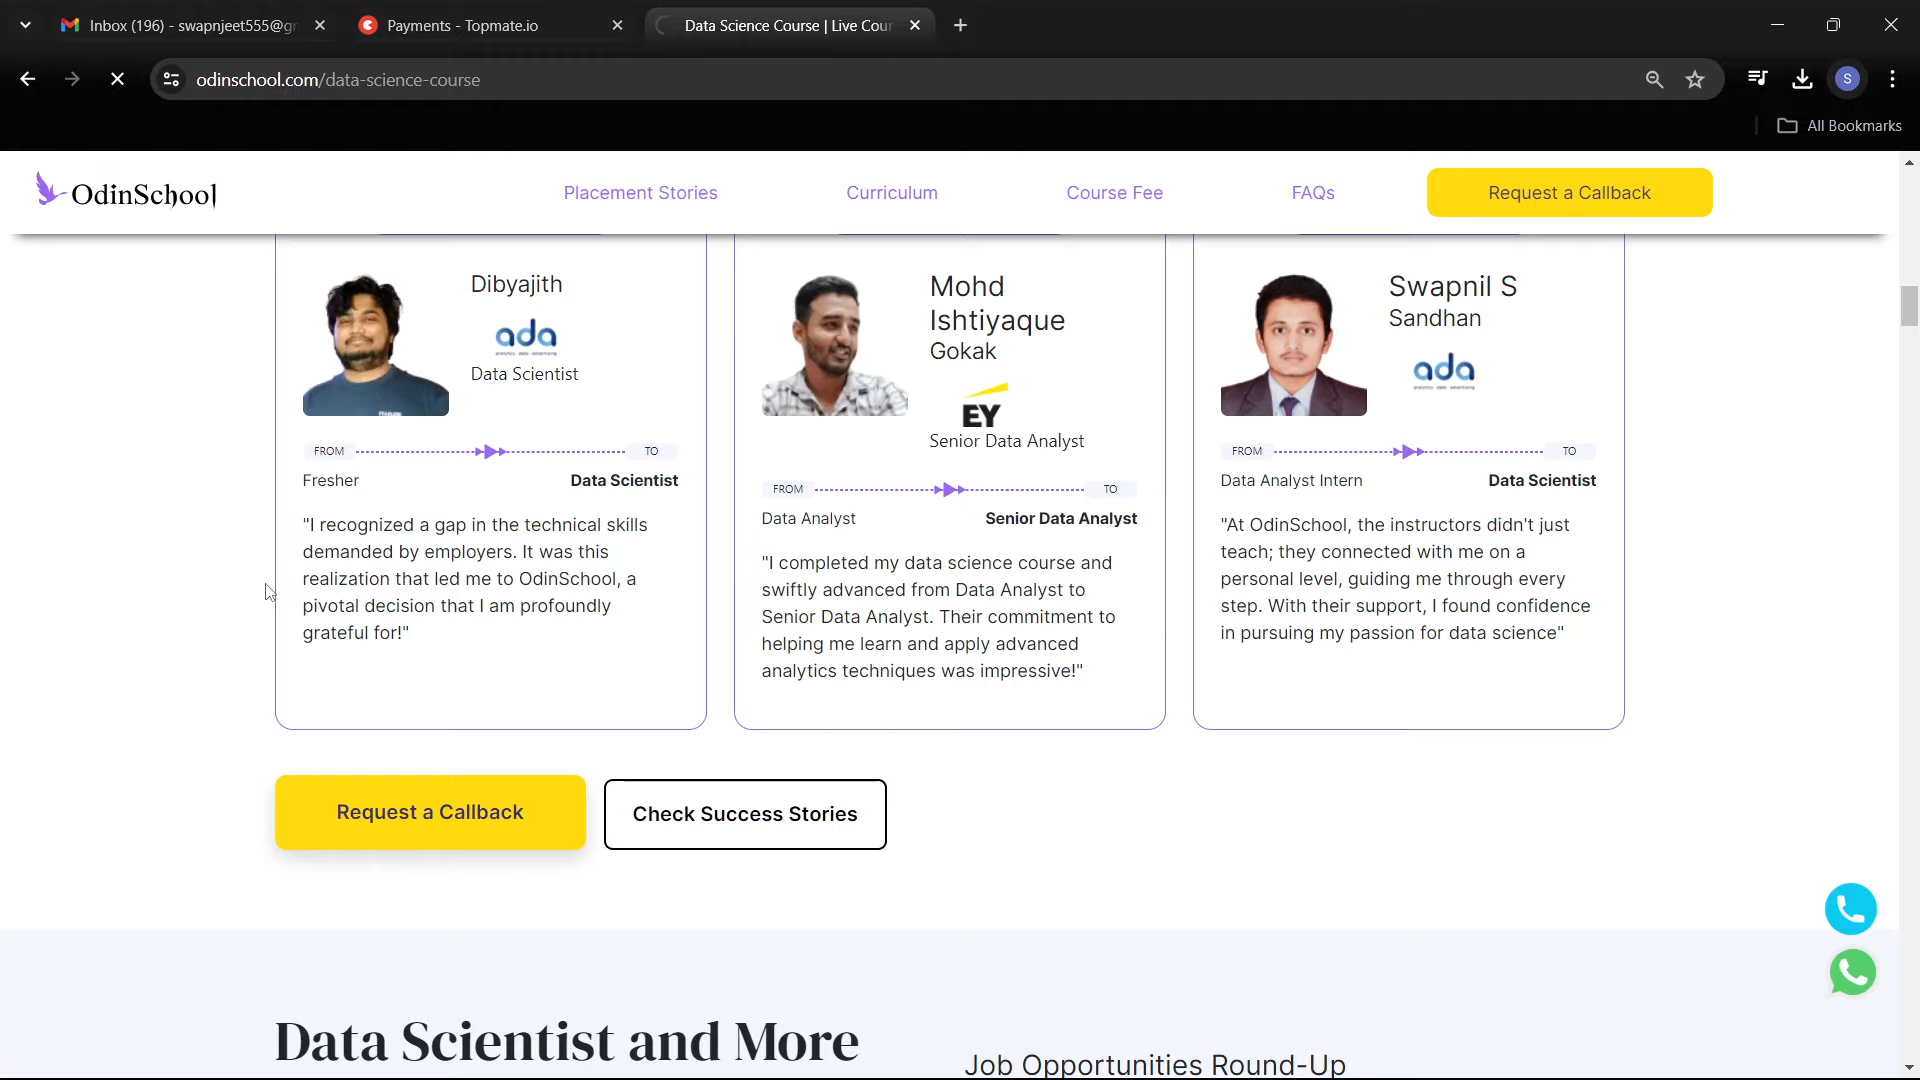 Inbox (196) - swapnjeet555@gr
Payments - Topmate.io
Data Science Course | Live Cour
odinschool.com/data-science-course
S
All Bookmarks
OdinSchool
Placement Stories
Curriculum
Course Fee
FAQs
Request a Callback
Dibyajith
ada
Data Scientist
FROM
TO
Fresher
Data Scientist
"I recognized a gap in the technical skills
demanded by employers. It was this
realization that led me to OdinSchool, a
pivotal decision that I am profoundly
grateful for!"
Mohd
Ishtiyaque
Gokak
EY
Senior Data Analyst
FROM
TO
Data Analyst
Senior Data Analyst
"I completed my data science course and
swiftly advanced from Data Analyst to
Senior Data Analyst. Their commitment to
helping me learn and apply advanced
analytics techniques was impressive!"
Swapnil S
Sandhan
ada
FROM
TO
Data Analyst Intern
Data Scientist
"At OdinSchool, the instructors didn't just
teach; they connected with me on a
personal level, guiding me through every
step. With their support, I found confidence
in pursuing my passion for data science"
Request a Callback
Check Success Stories
Data Scientist and More
Job Opportunities Round-Up